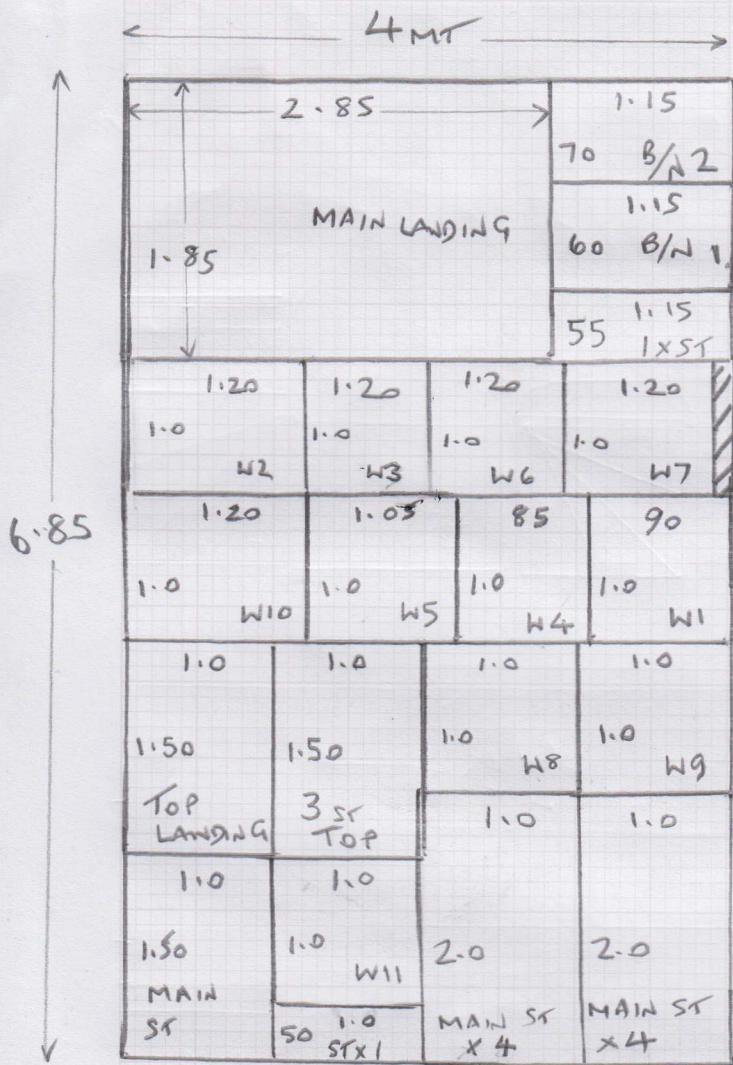 4 MT
6.85
2.85
1.85
MAIN LANDING
1.15
70 B/N 2
1.15
60 B/N 1.
1.15
55 1 X ST
1.20
1.0
W2
1.20
1.0
W3
1.20
1.0
W6
1.20
1.0
W7
1.20
1.0
W10
1.05
1.0
W5
85
1.0
W4
90
1.0
W1
1.0
1.50
TOP
LANDING
1.0
1.50
3 ST
TOP
1.0
1.0
W8
1.0
1.0
W9
1.0
1.50
MAIN
ST
1.0
1.0
W11
50 1.0
ST X 1
1.0
2.0
MAIN ST
X 4
1.0
2.0
MAIN ST
X 4